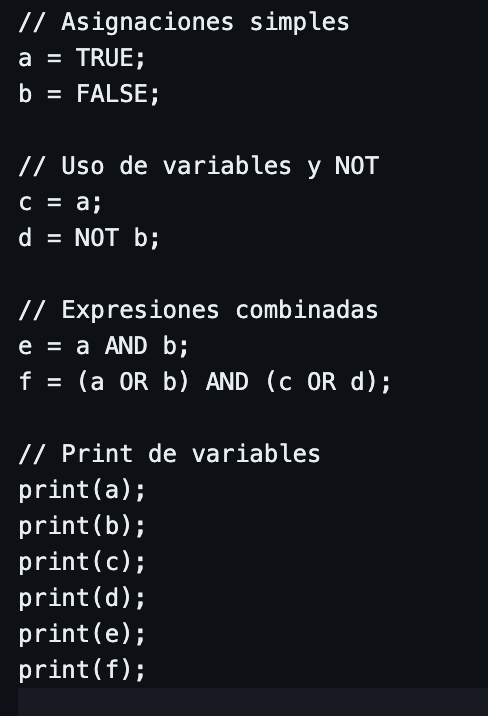 // Asignaciones simples
a = TRUE;
b = FALSE;
// Uso de variables y NOT
c = a;
d = NOT b;
// Expresiones combinadas
e = a AND b;
f = (a OR b) AND (c OR d);
// Print de variables
print(a);
print(b);
print(c);
print(d);
print(e);
print(f);